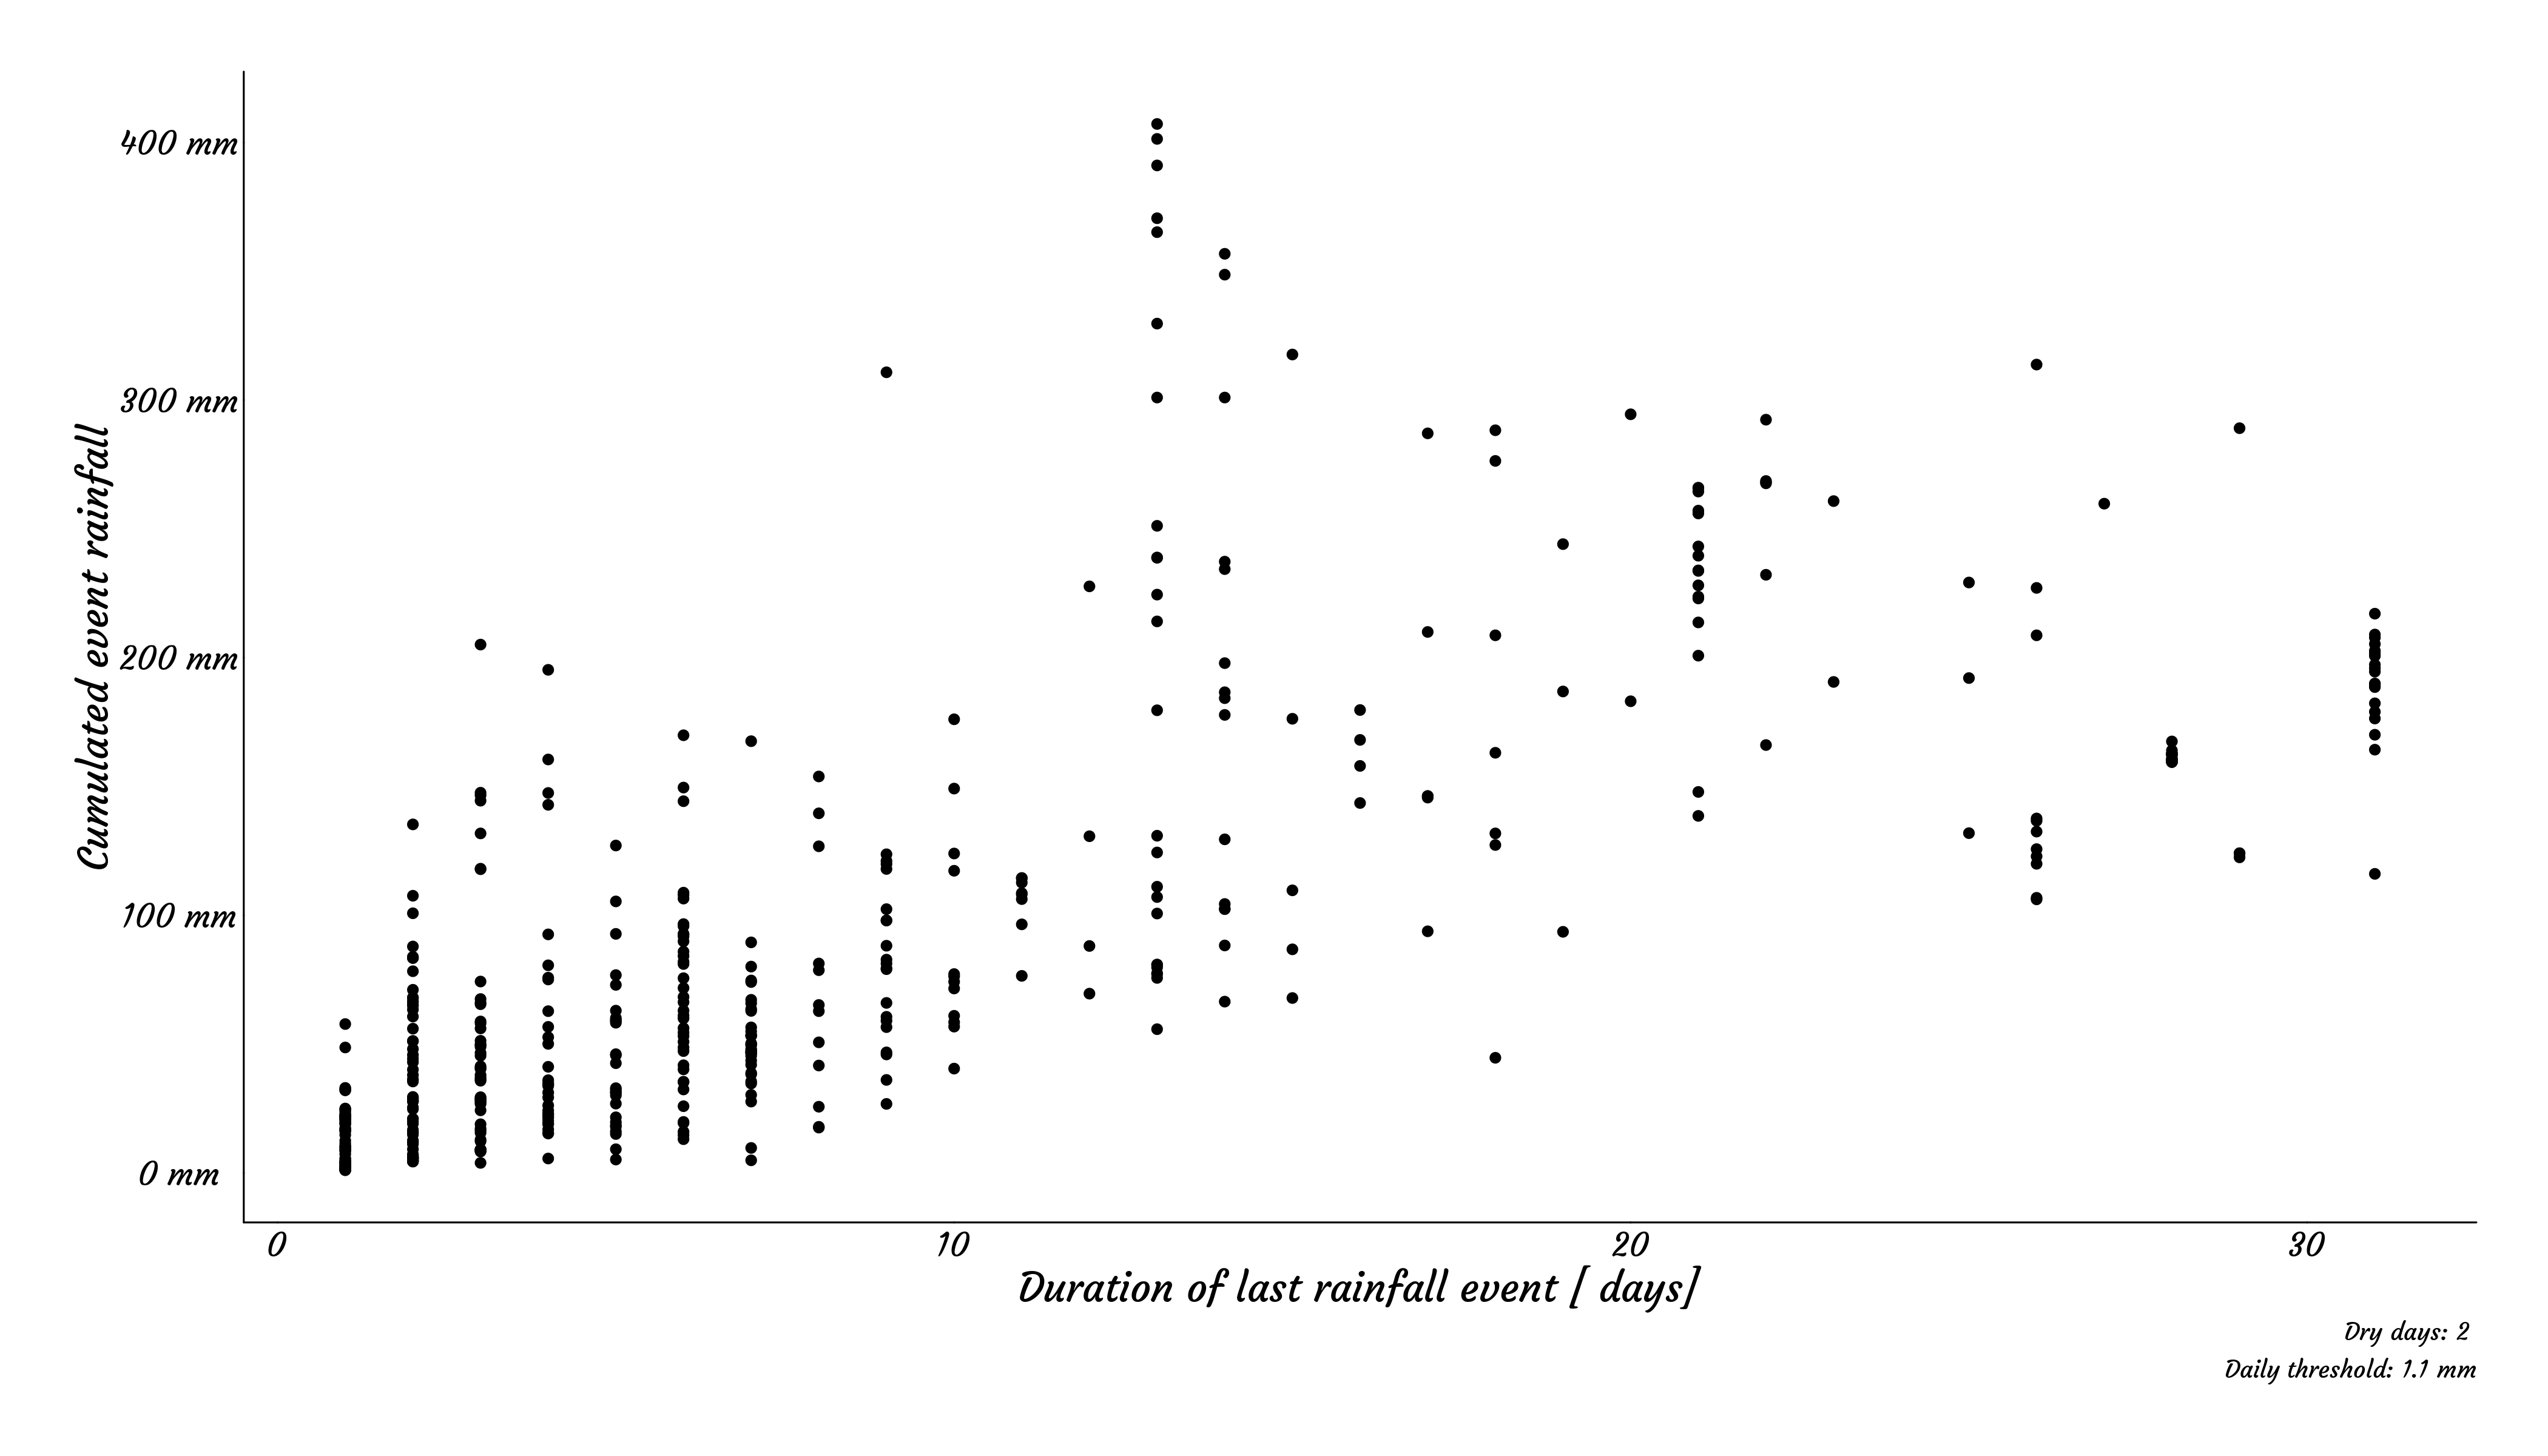 400 mm
300 mm
200 mm
100 mm
0 mm
Cumulated event rainfall
0 10 20 30
Duration of last rainfall event [ days]
Dry days: 2
Daily threshold: 1.1 mm